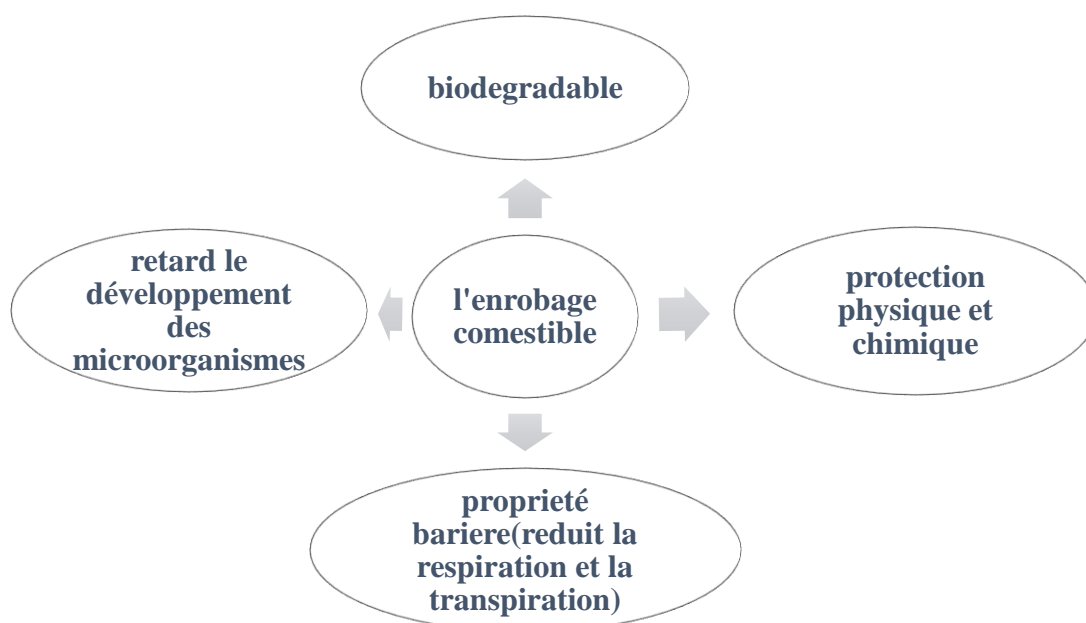 biodegradable
retard le
développement
des
microorganismes
l'enrobage
comestible
protection
physique et
chimique
proprieté
bariere(reduit la
respiration et la
transpiration)